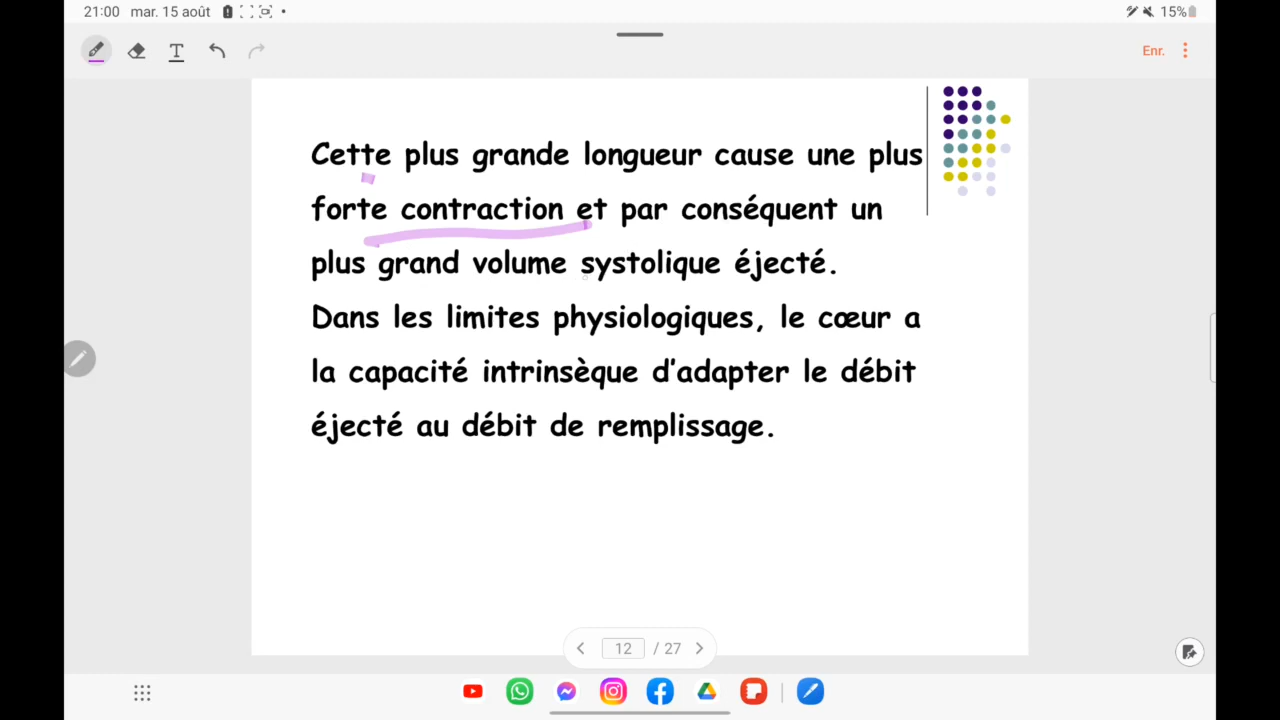 21:00 mar. 15 août 15%
T Enr.
Cette plus grande longueur cause une plus
forte contraction et par conséquent un
plus grand volume systolique éjecté.
Dans les limites physiologiques, le cœur a
la capacité intrinsèque d'adapter le débit
éjecté au débit de remplissage.
12 / 27